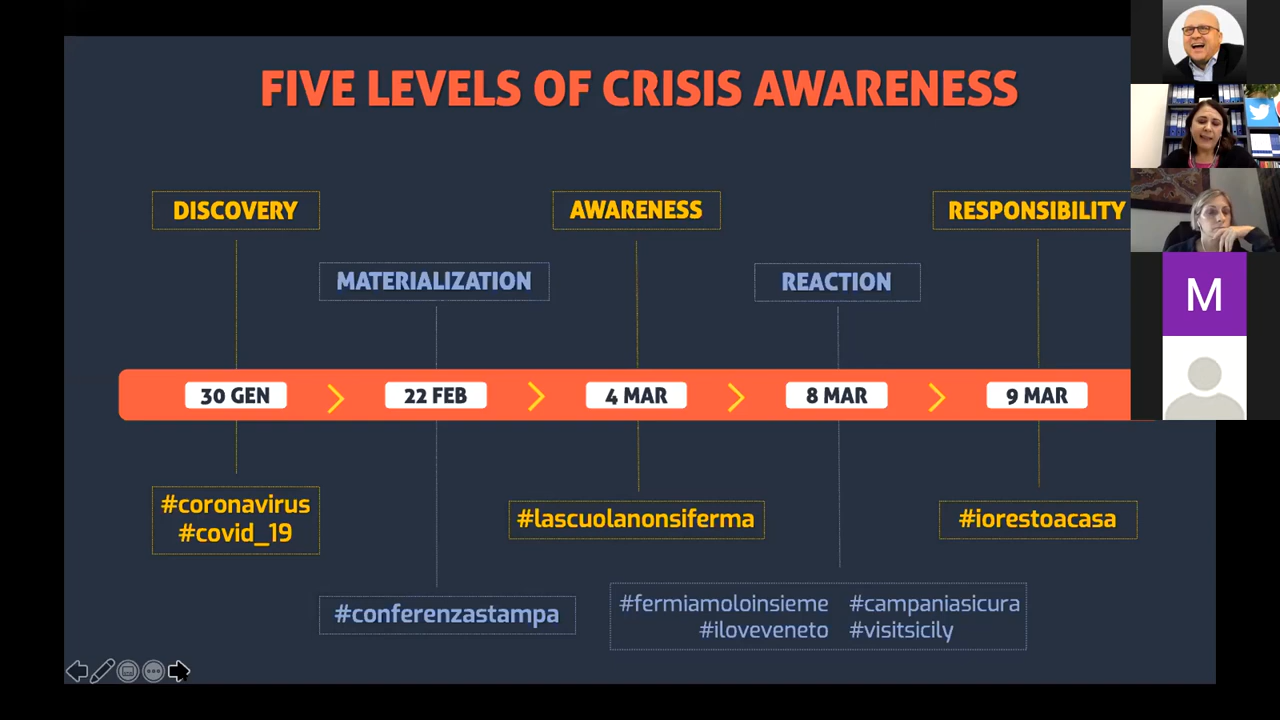 FIVE LEVELS OF CRISIS AWARENESS
DISCOVERY
AWARENESS
RESPONSIBILITY
MATERIALIZATION
REACTION
30 GEN
22 FEB
4 MAR
8 MAR
9 MAR
#coronavirus
#covid_19
#lascuolanonsiferma
#iorestoacasa
#conferenzastampa
#fermiamoloinsieme #campaniasicura
#iloveveneto #visitsicily
M